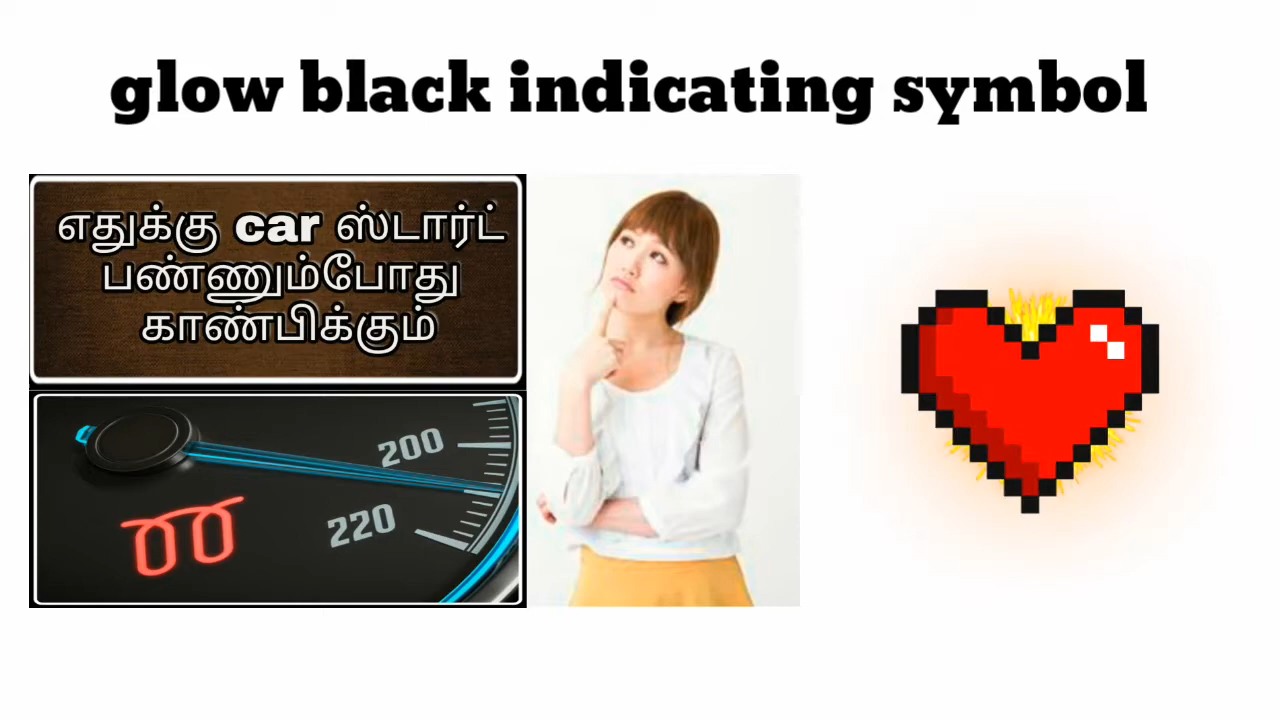 glow black indicating symbol
எதுக்கு car ஸ்டார்ட்
பண்ணும்போது
காண்பிக்கும்
200
220